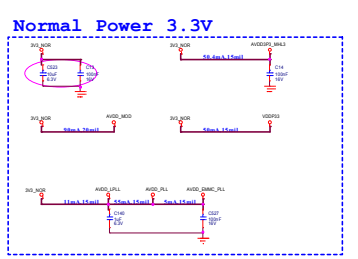 Normal Power 3.3V
3V3_NOR
3V3_NOR
AVDD3P3_MHL3
50.4mA,15mil
C523
10uF
6.3V
C13
100nF
16V
C14
100nF
16V
3V3_NOR
AVDD_MOD
3V3_NOR
VDDP33
80mA,20mil
50mA,15mil
3V3_NOR
AVDD_LPLL
AVDD_PLL
AVDD_EMMC_PLL
11mA,15mil
55mA,15mil
5mA,15mil
C140
1uF
6.3V
C527
100nF
16V